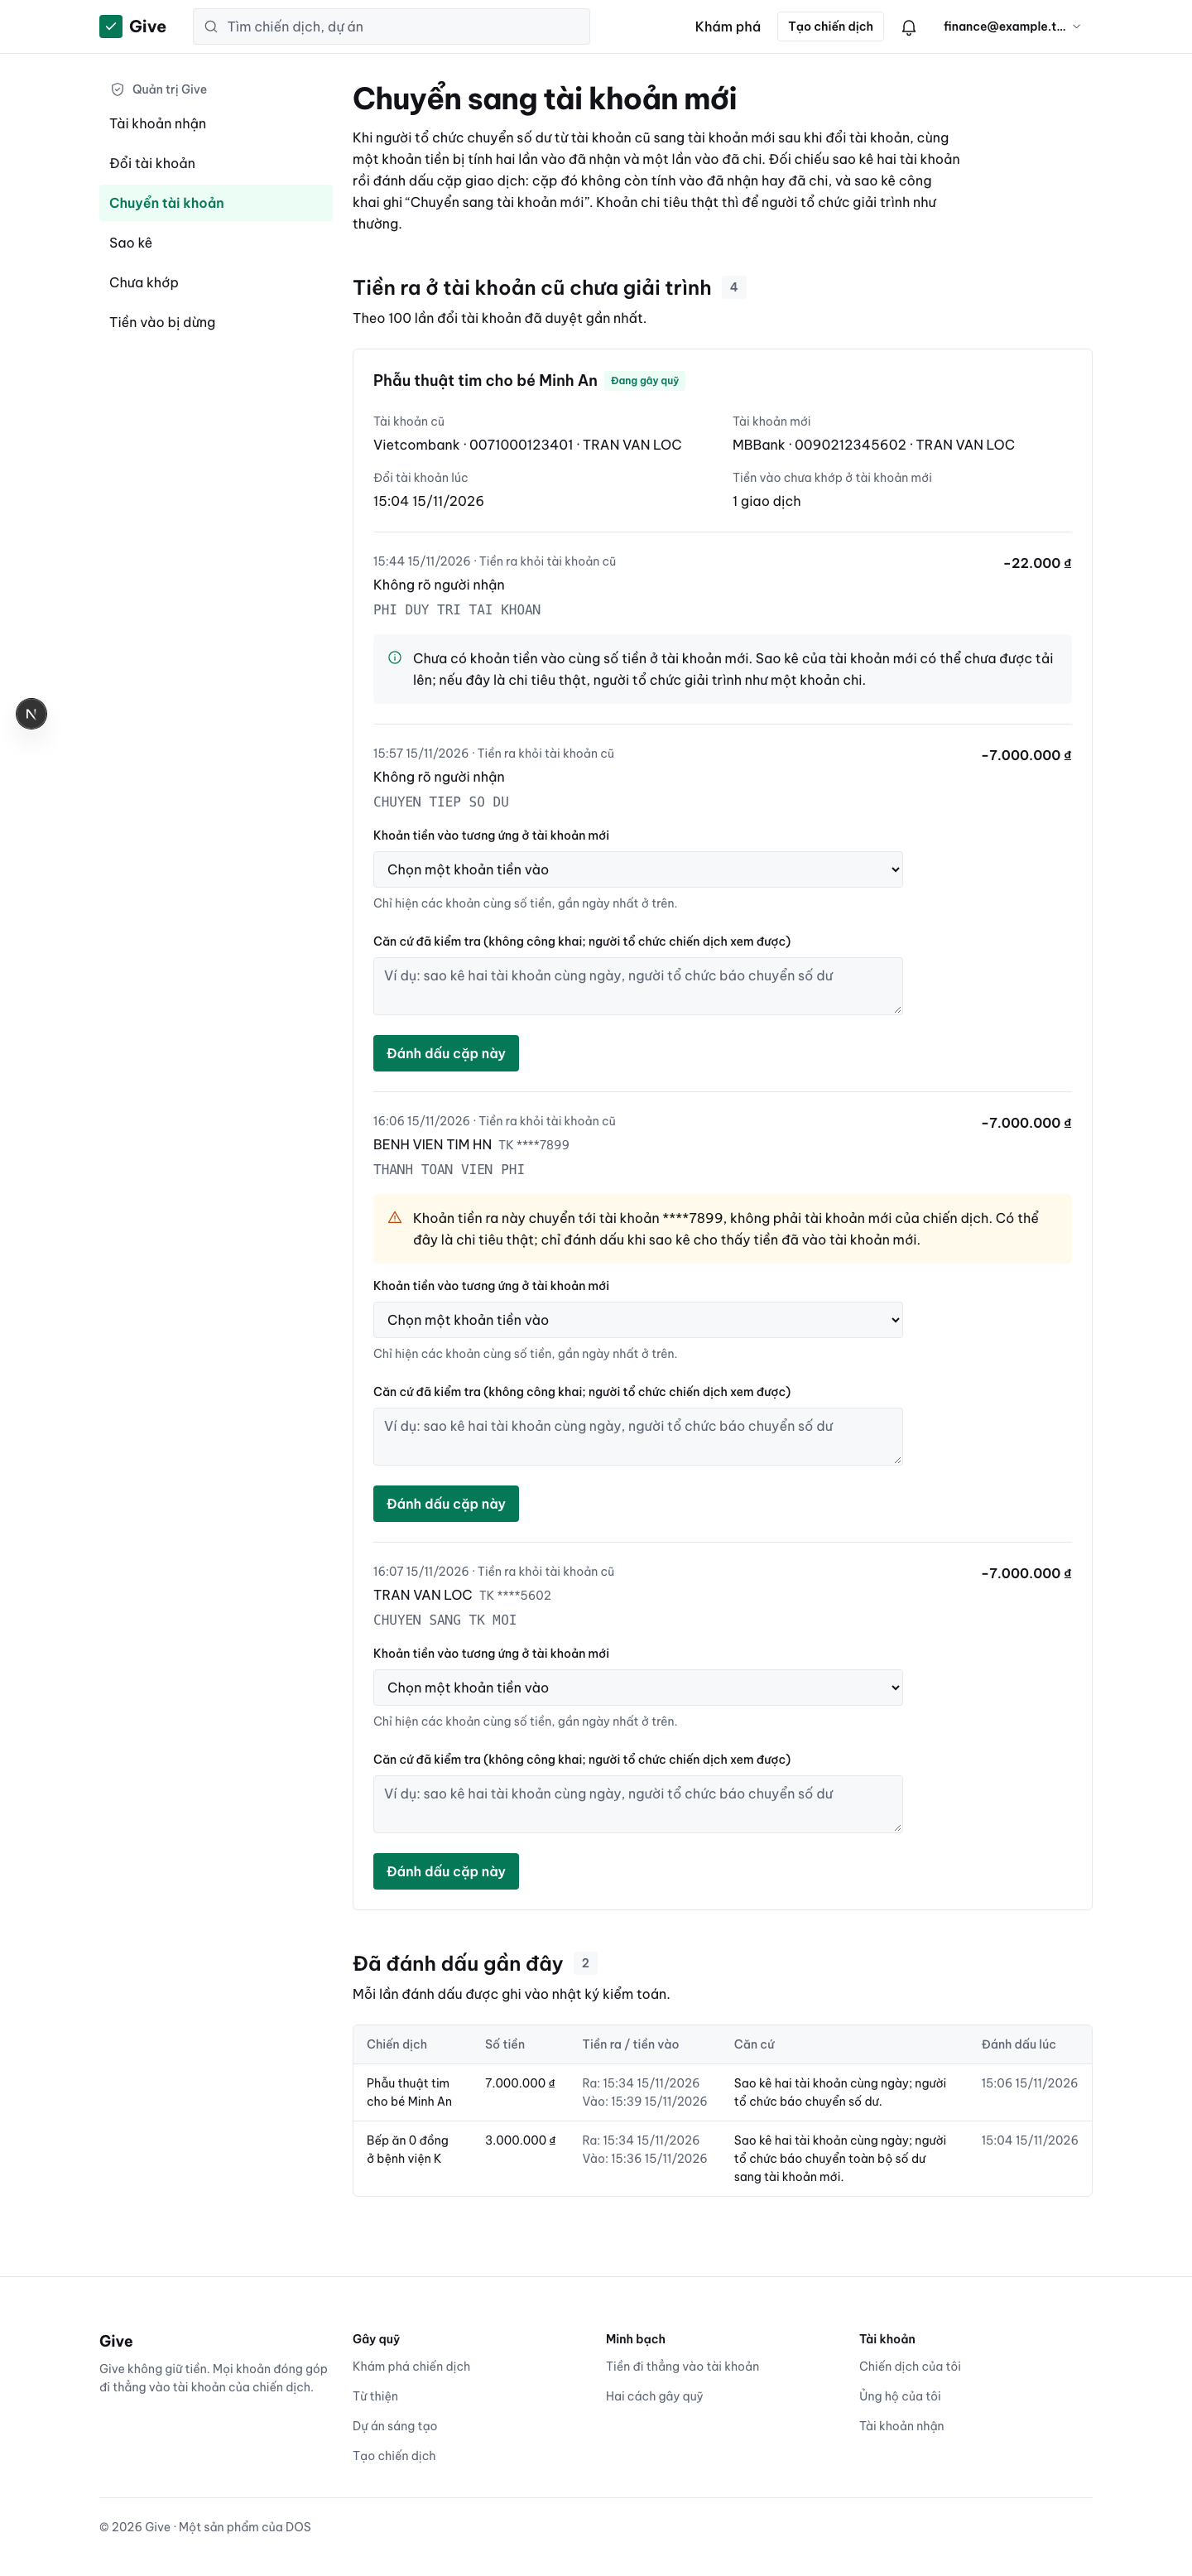 Give
Tìm chiến dịch, dự án
Khám phá
Tạo chiến dịch
finance@example.t...
Quản trị Give
Tài khoản nhận
Đổi tài khoản
Chuyển tài khoản
Sao kê
Chưa khớp
Tiền vào bị dừng
Chuyển sang tài khoản mới
Khi người tổ chức chuyển số dư từ tài khoản cũ sang tài khoản mới sau khi đổi tài khoản, cùng
một khoản tiền bị tính hai lần vào đã nhận và một lần vào đã chi. Đối chiếu sao kê hai tài khoản
rồi đánh dấu cặp giao dịch: cặp đó không còn tính vào đã nhận hay đã chi, và sao kê công
khai ghi “Chuyển sang tài khoản mới”. Khoản chi tiêu thật thì để người tổ chức giải trình như
thường.
Tiền ra ở tài khoản cũ chưa giải trình 4
Theo 100 lần đổi tài khoản đã duyệt gần nhất.
Phẫu thuật tim cho bé Minh An Đang gây quỹ
Tài khoản cũ
Vietcombank · 0071000123401 · TRAN VAN LOC
Tài khoản mới
MBBank · 0090212345602 · TRAN VAN LOC
Đổi tài khoản lúc
15:04 15/11/2026
Tiền vào chưa khớp ở tài khoản mới
1 giao dịch
15:44 15/11/2026 · Tiền ra khỏi tài khoản cũ
-22.000 ₫
Không rõ người nhận
PHI DUY TRI TAI KHOAN
Chưa có khoản tiền vào cùng số tiền ở tài khoản mới. Sao kê của tài khoản mới có thể chưa được tải
lên; nếu đây là chi tiêu thật, người tổ chức giải trình như một khoản chi.
15:57 15/11/2026 · Tiền ra khỏi tài khoản cũ
-7.000.000 ₫
Không rõ người nhận
CHUYEN TIEP SO DU
Khoản tiền vào tương ứng ở tài khoản mới
Chọn một khoản tiền vào
Chỉ hiện các khoản cùng số tiền, gần ngày nhất ở trên.
Căn cứ đã kiểm tra (không công khai; người tổ chức chiến dịch xem được)
Ví dụ: sao kê hai tài khoản cùng ngày, người tổ chức báo chuyển số dư
Đánh dấu cặp này
16:06 15/11/2026 · Tiền ra khỏi tài khoản cũ
-7.000.000 ₫
BENH VIEN TIM HN TK ****7899
THANH TOAN VIEN PHI
Khoản tiền ra này chuyển tới tài khoản ****7899, không phải tài khoản mới của chiến dịch. Có thể
đây là chi tiêu thật; chỉ đánh dấu khi sao kê cho thấy tiền đã vào tài khoản mới.
Khoản tiền vào tương ứng ở tài khoản mới
Chọn một khoản tiền vào
Chỉ hiện các khoản cùng số tiền, gần ngày nhất ở trên.
Căn cứ đã kiểm tra (không công khai; người tổ chức chiến dịch xem được)
Ví dụ: sao kê hai tài khoản cùng ngày, người tổ chức báo chuyển số dư
Đánh dấu cặp này
16:07 15/11/2026 · Tiền ra khỏi tài khoản cũ
-7.000.000 ₫
TRAN VAN LOC TK ****5602
CHUYEN SANG TK MOI
Khoản tiền vào tương ứng ở tài khoản mới
Chọn một khoản tiền vào
Chỉ hiện các khoản cùng số tiền, gần ngày nhất ở trên.
Căn cứ đã kiểm tra (không công khai; người tổ chức chiến dịch xem được)
Ví dụ: sao kê hai tài khoản cùng ngày, người tổ chức báo chuyển số dư
Đánh dấu cặp này
Đã đánh dấu gần đây 2
Mỗi lần đánh dấu được ghi vào nhật ký kiểm toán.
Chiến dịch Số tiền Tiền ra / tiền vào Căn cứ Đánh dấu lúc
Phẫu thuật tim
cho bé Minh An
7.000.000 ₫
Ra: 15:34 15/11/2026
Vào: 15:39 15/11/2026
Sao kê hai tài khoản cùng ngày; người
tổ chức báo chuyển số dư.
15:06 15/11/2026
Bếp ăn 0 đồng
ở bệnh viện K
3.000.000 ₫
Ra: 15:34 15/11/2026
Vào: 15:36 15/11/2026
Sao kê hai tài khoản cùng ngày; người
tổ chức báo chuyển toàn bộ số dư
sang tài khoản mới.
15:04 15/11/2026
Give
Give không giữ tiền. Mọi khoản đóng góp
đi thẳng vào tài khoản của chiến dịch.
Gây quỹ
Khám phá chiến dịch
Từ thiện
Dự án sáng tạo
Tạo chiến dịch
Minh bạch
Tiền đi thẳng vào tài khoản
Hai cách gây quỹ
Tài khoản
Chiến dịch của tôi
Ủng hộ của tôi
Tài khoản nhận
© 2026 Give · Một sản phẩm của DOS